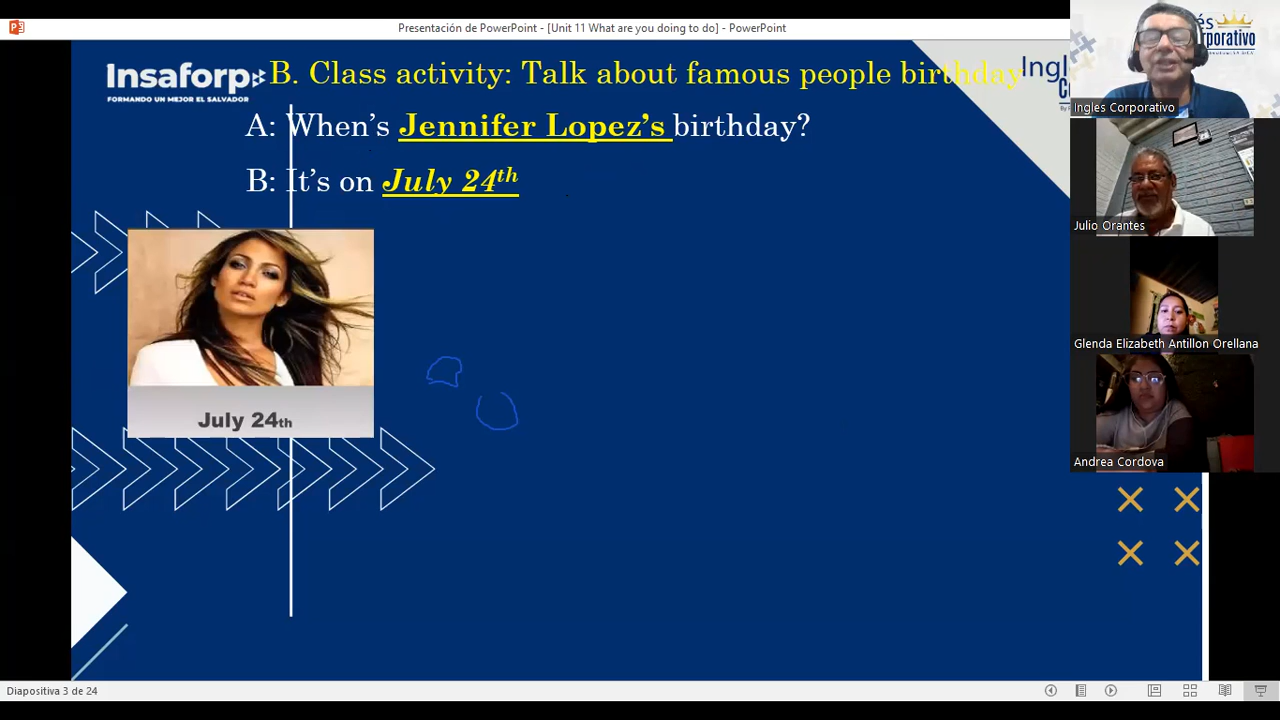 Presentación de PowerPoint - [Unit 11 What are you doing to do] - PowerPoint
Insaforp
FORMANDO UN MEJOR EL SALVADOR
B. Class activity: Talk about famous people birthday
A: When's Jennifer Lopez's birthday?
B: It's on July 24th
July 24th
Ingles Corporativo
Julio Orantes
Glenda Elizabeth Antillon Orellana
Andrea Cordova
Diapositiva 3 de 24